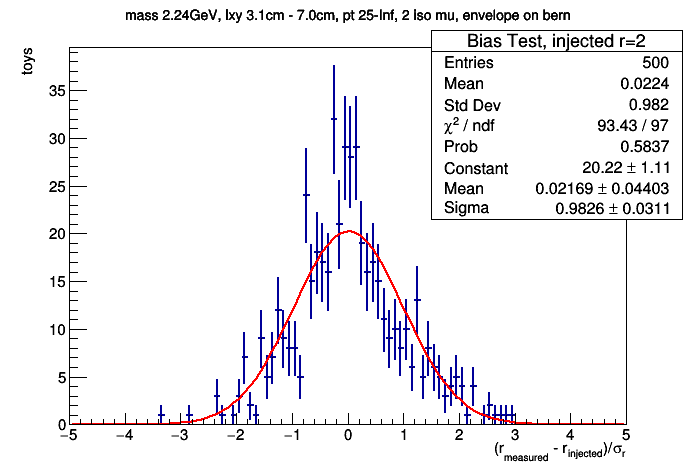 mass 2.24GeV, lxy 3.1cm - 7.0cm, pt 25-Inf, 2 Iso mu, envelope on bern
Bias Test, injected r=2
Entries 500
Mean 0.0224
Std Dev 0.982
χ² / ndf 93.43 / 97
Prob 0.5837
Constant 20.22 ± 1.11
Mean 0.02169 ± 0.04403
Sigma 0.9826 ± 0.0311
toys
35
30
25
20
15
10
5
0
−5 −4 −3 −2 −1 0 1 2 3 4 5
(r_measured - r_injected)/σ_r